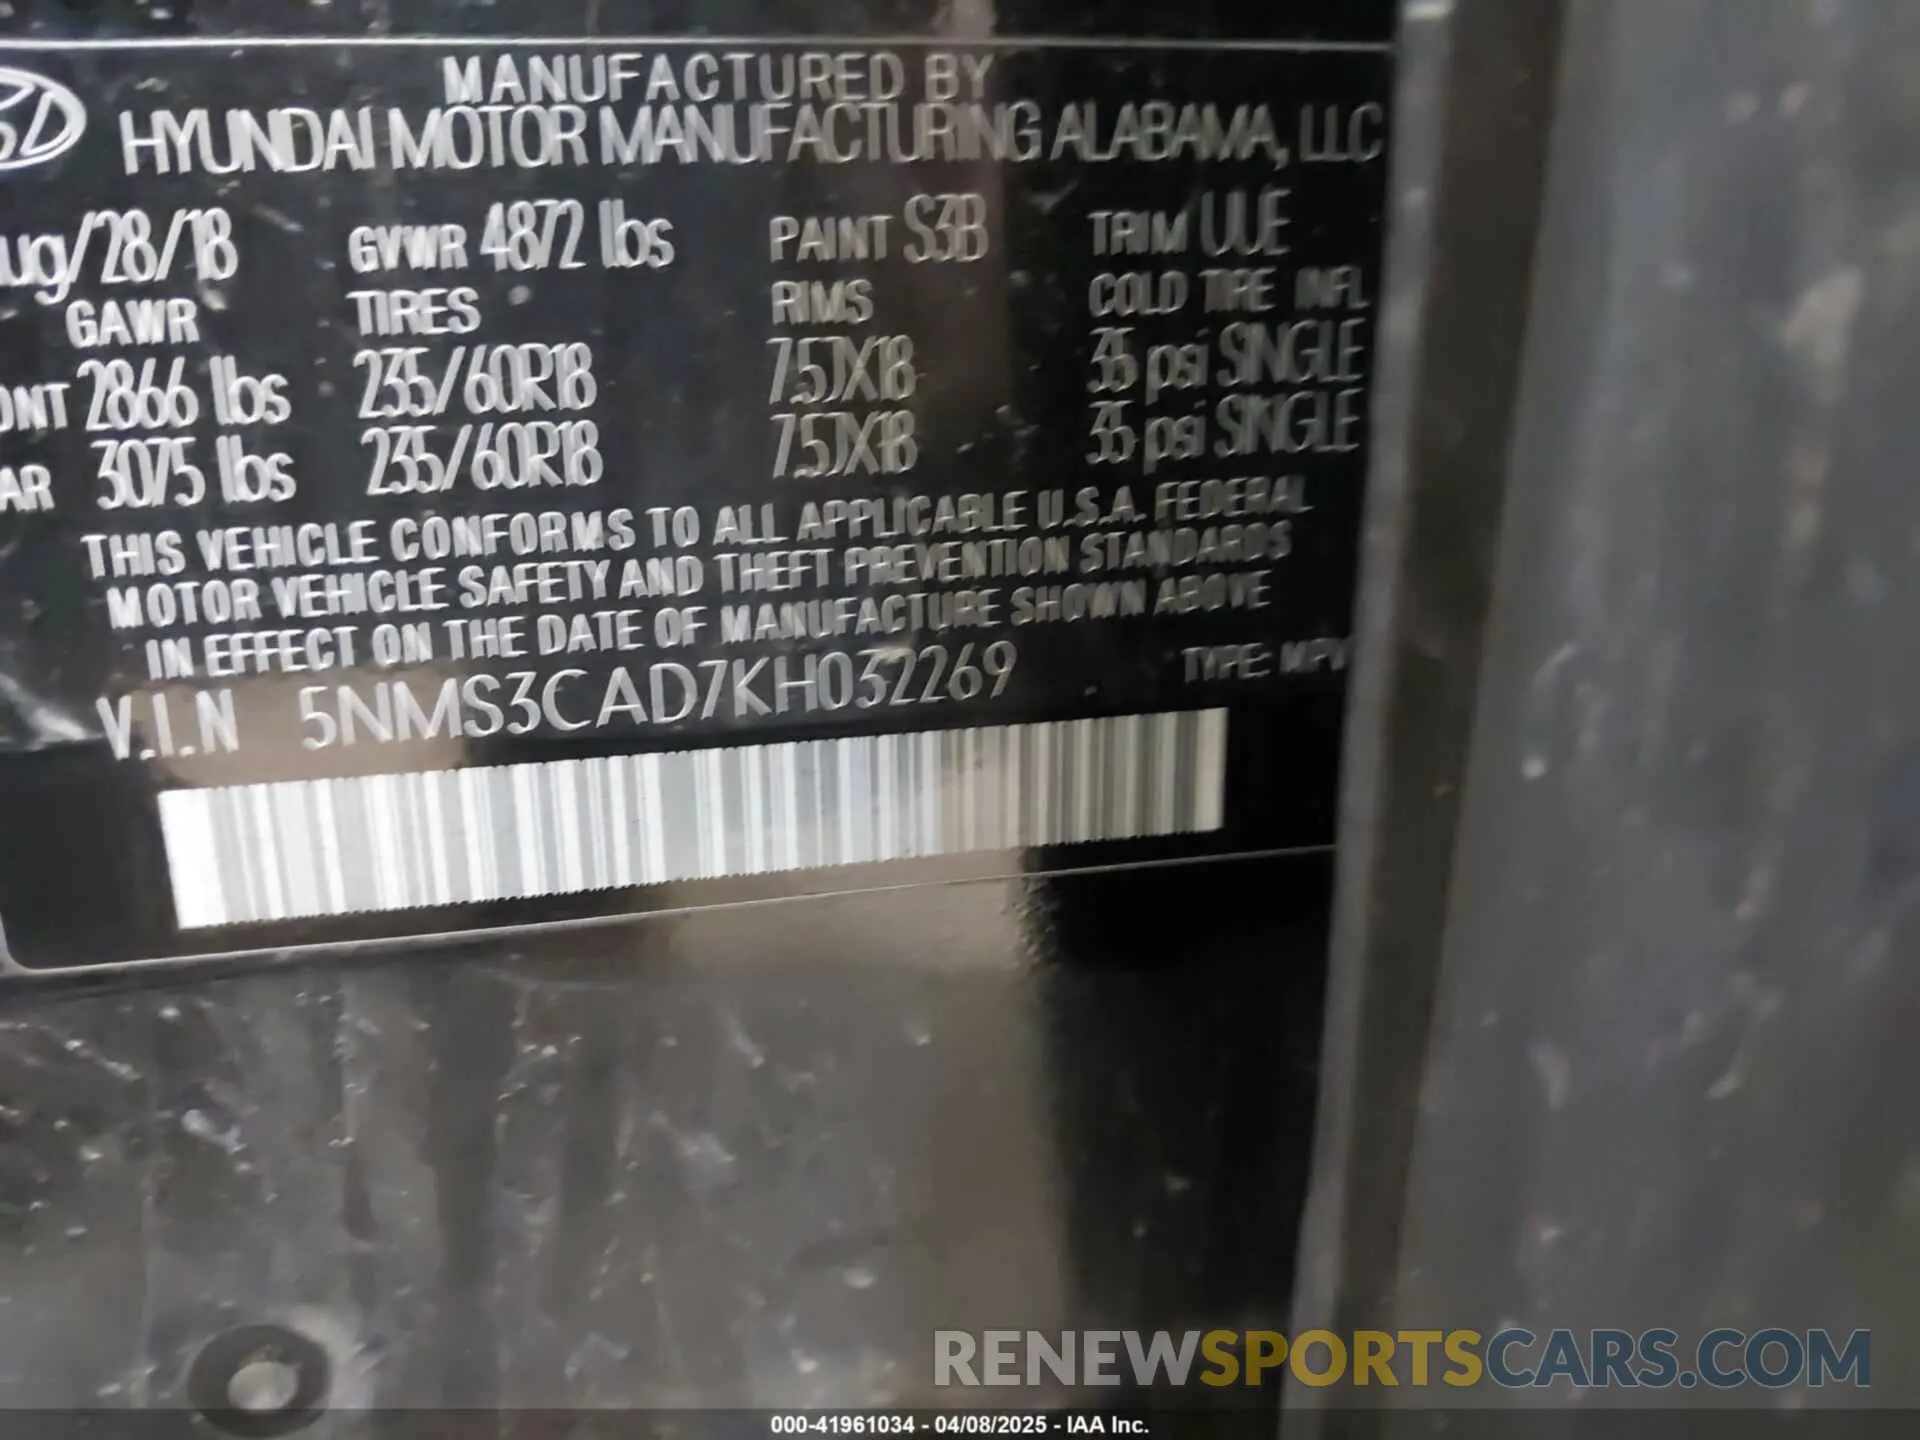 MANUFACTURED BY
HYUNDAI MOTOR MANUFACTURING ALABAMA, LLC
ug/28/18 GVWR 4872 lbs PAINT S3B TRIM UUE
GAWR TIRES RIMS COLD TIRE INFL
ONT 2866 lbs 235/60R18 7.5JX18 35 psi SINGLE
AR 3075 lbs 235/60R18 7.5JX18 35 psi SINGLE
THIS VEHICLE CONFORMS TO ALL APPLICABLE U.S.A. FEDERAL
MOTOR VEHICLE SAFETY AND THEFT PREVENTION STANDARDS
IN EFFECT ON THE DATE OF MANUFACTURE SHOWN ABOVE
V.I.N 5NMS3CAD7KH032269 TYPE: MPV
RENEWSPORTSCARS.COM
000-41961034 - 04/08/2025 - IAA Inc.